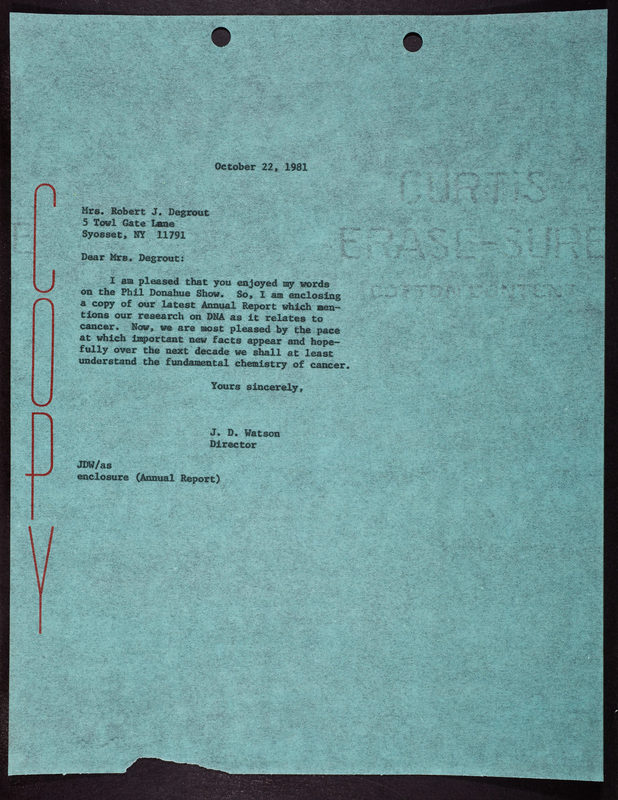 October 22, 1981
CURTIS
ERASE-SURE
COTTON CONTENT
COPY
Mrs. Robert J. Degrout
5 Towl Gate Lane
Syosset, NY 11791
Dear Mrs. Degrout:
I am pleased that you enjoyed my words
on the Phil Donahue Show. So, I am enclosing
a copy of our latest Annual Report which men-
tions our research on DNA as it relates to
cancer. Now, we are most pleased by the pace
at which important new facts appear and hope-
fully over the next decade we shall at least
understand the fundamental chemistry of cancer.
Yours sincerely,
J. D. Watson
Director
JDW/as
enclosure (Annual Report)